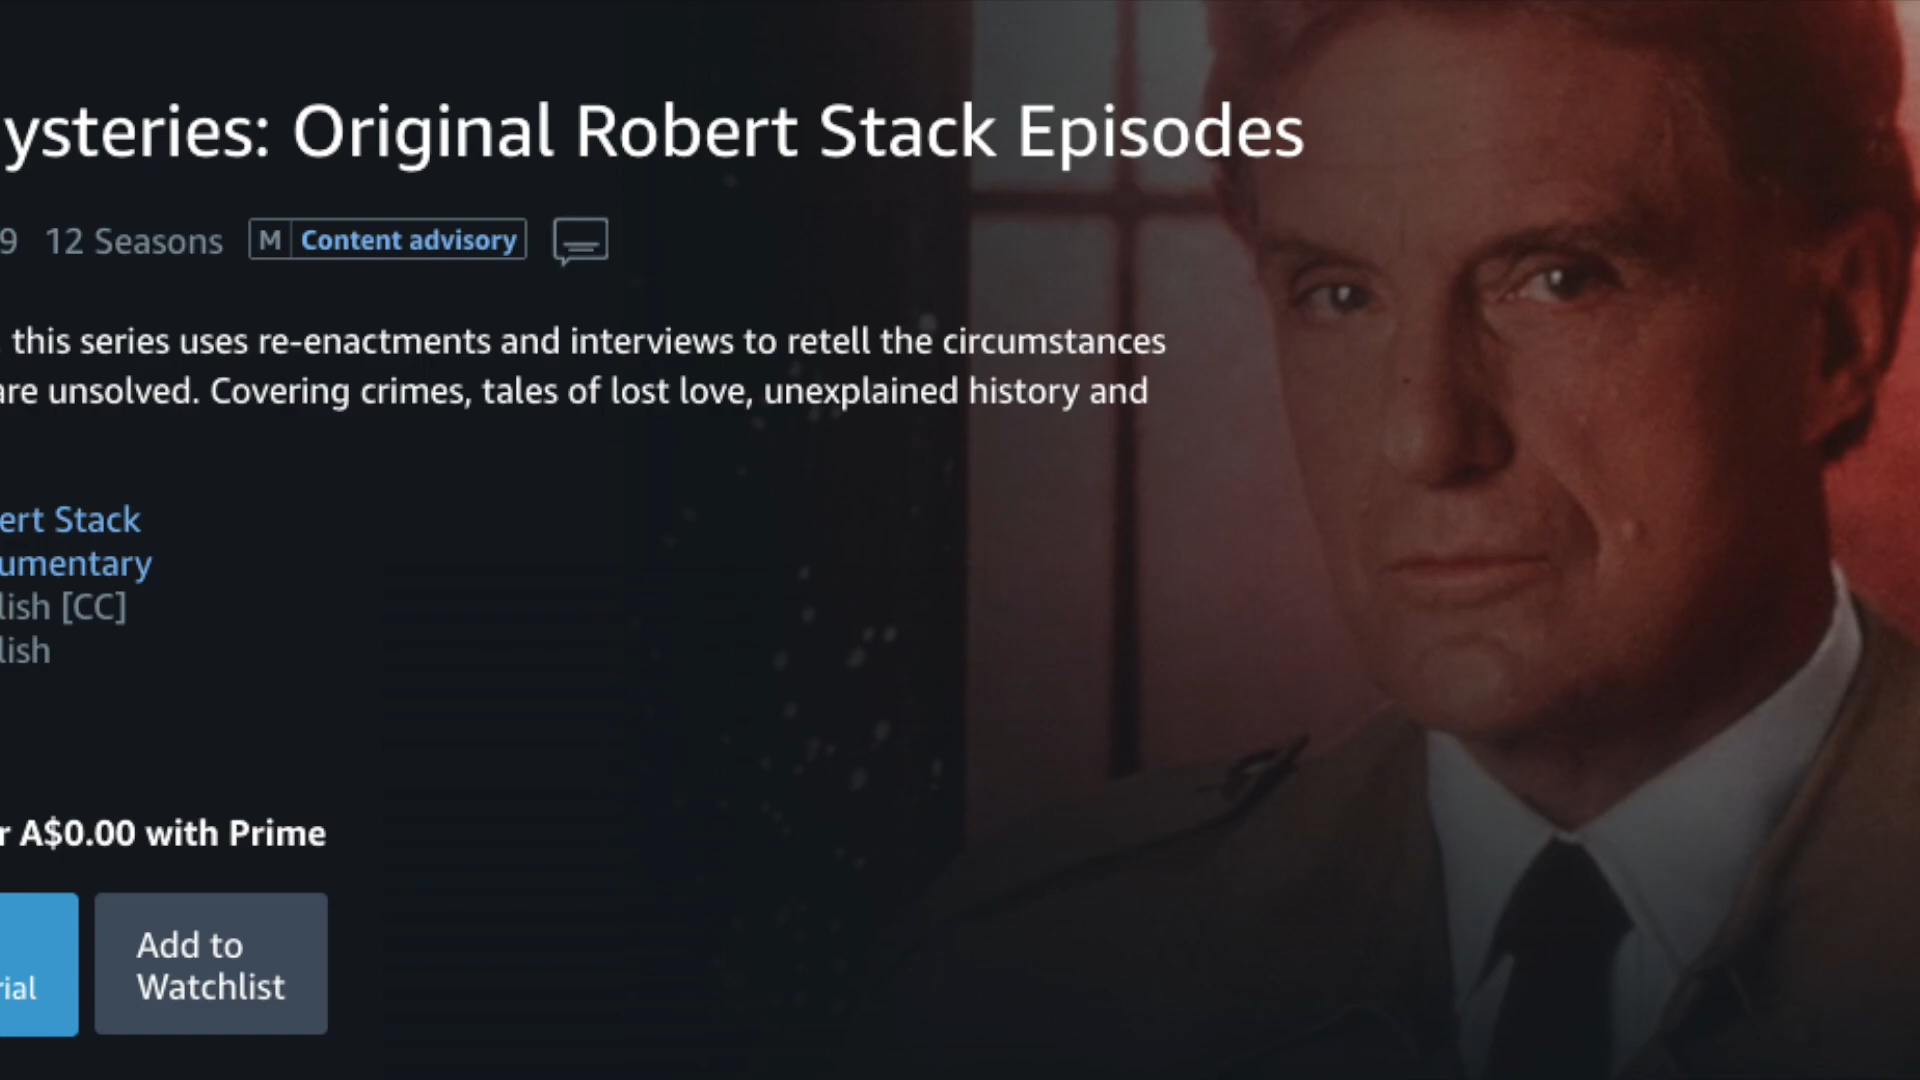 ysteries: Original Robert Stack Episodes
9 12 Seasons M Content advisory
this series uses re-enactments and interviews to retell the circumstances
are unsolved. Covering crimes, tales of lost love, unexplained history and
ert Stack
umentary
lish [CC]
lish
r A$0.00 with Prime
rial
Add to
Watchlist